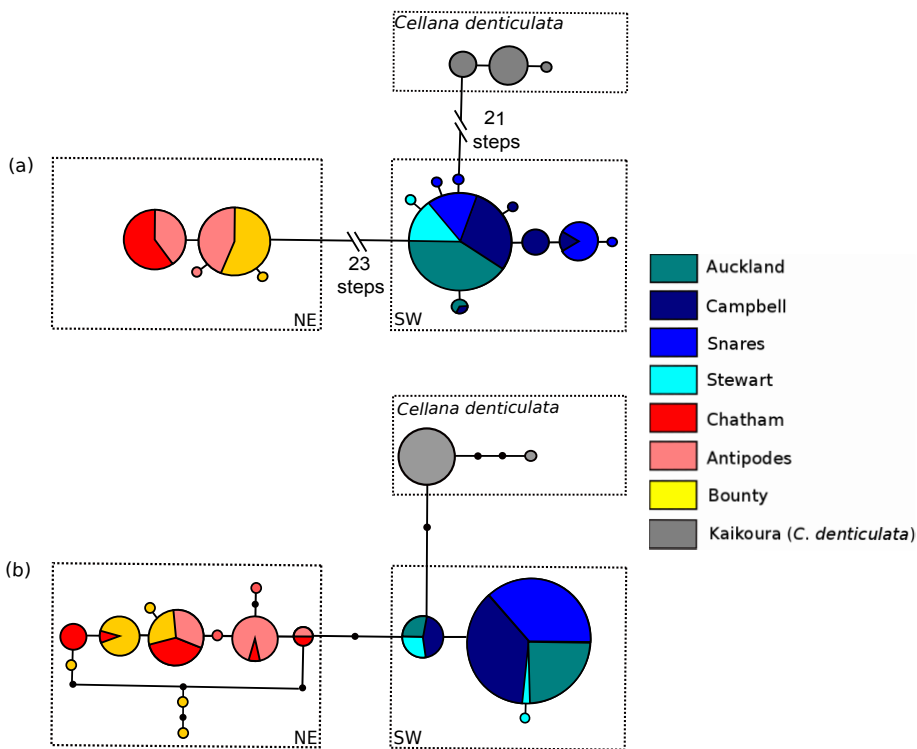 Cellana denticulata
21
steps
(a)
23
steps
NE
SW
Auckland
Campbell
Snares
Stewart
Chatham
Antipodes
Bounty
Kaikoura (C. denticulata)
Cellana denticulata
(b)
NE
SW